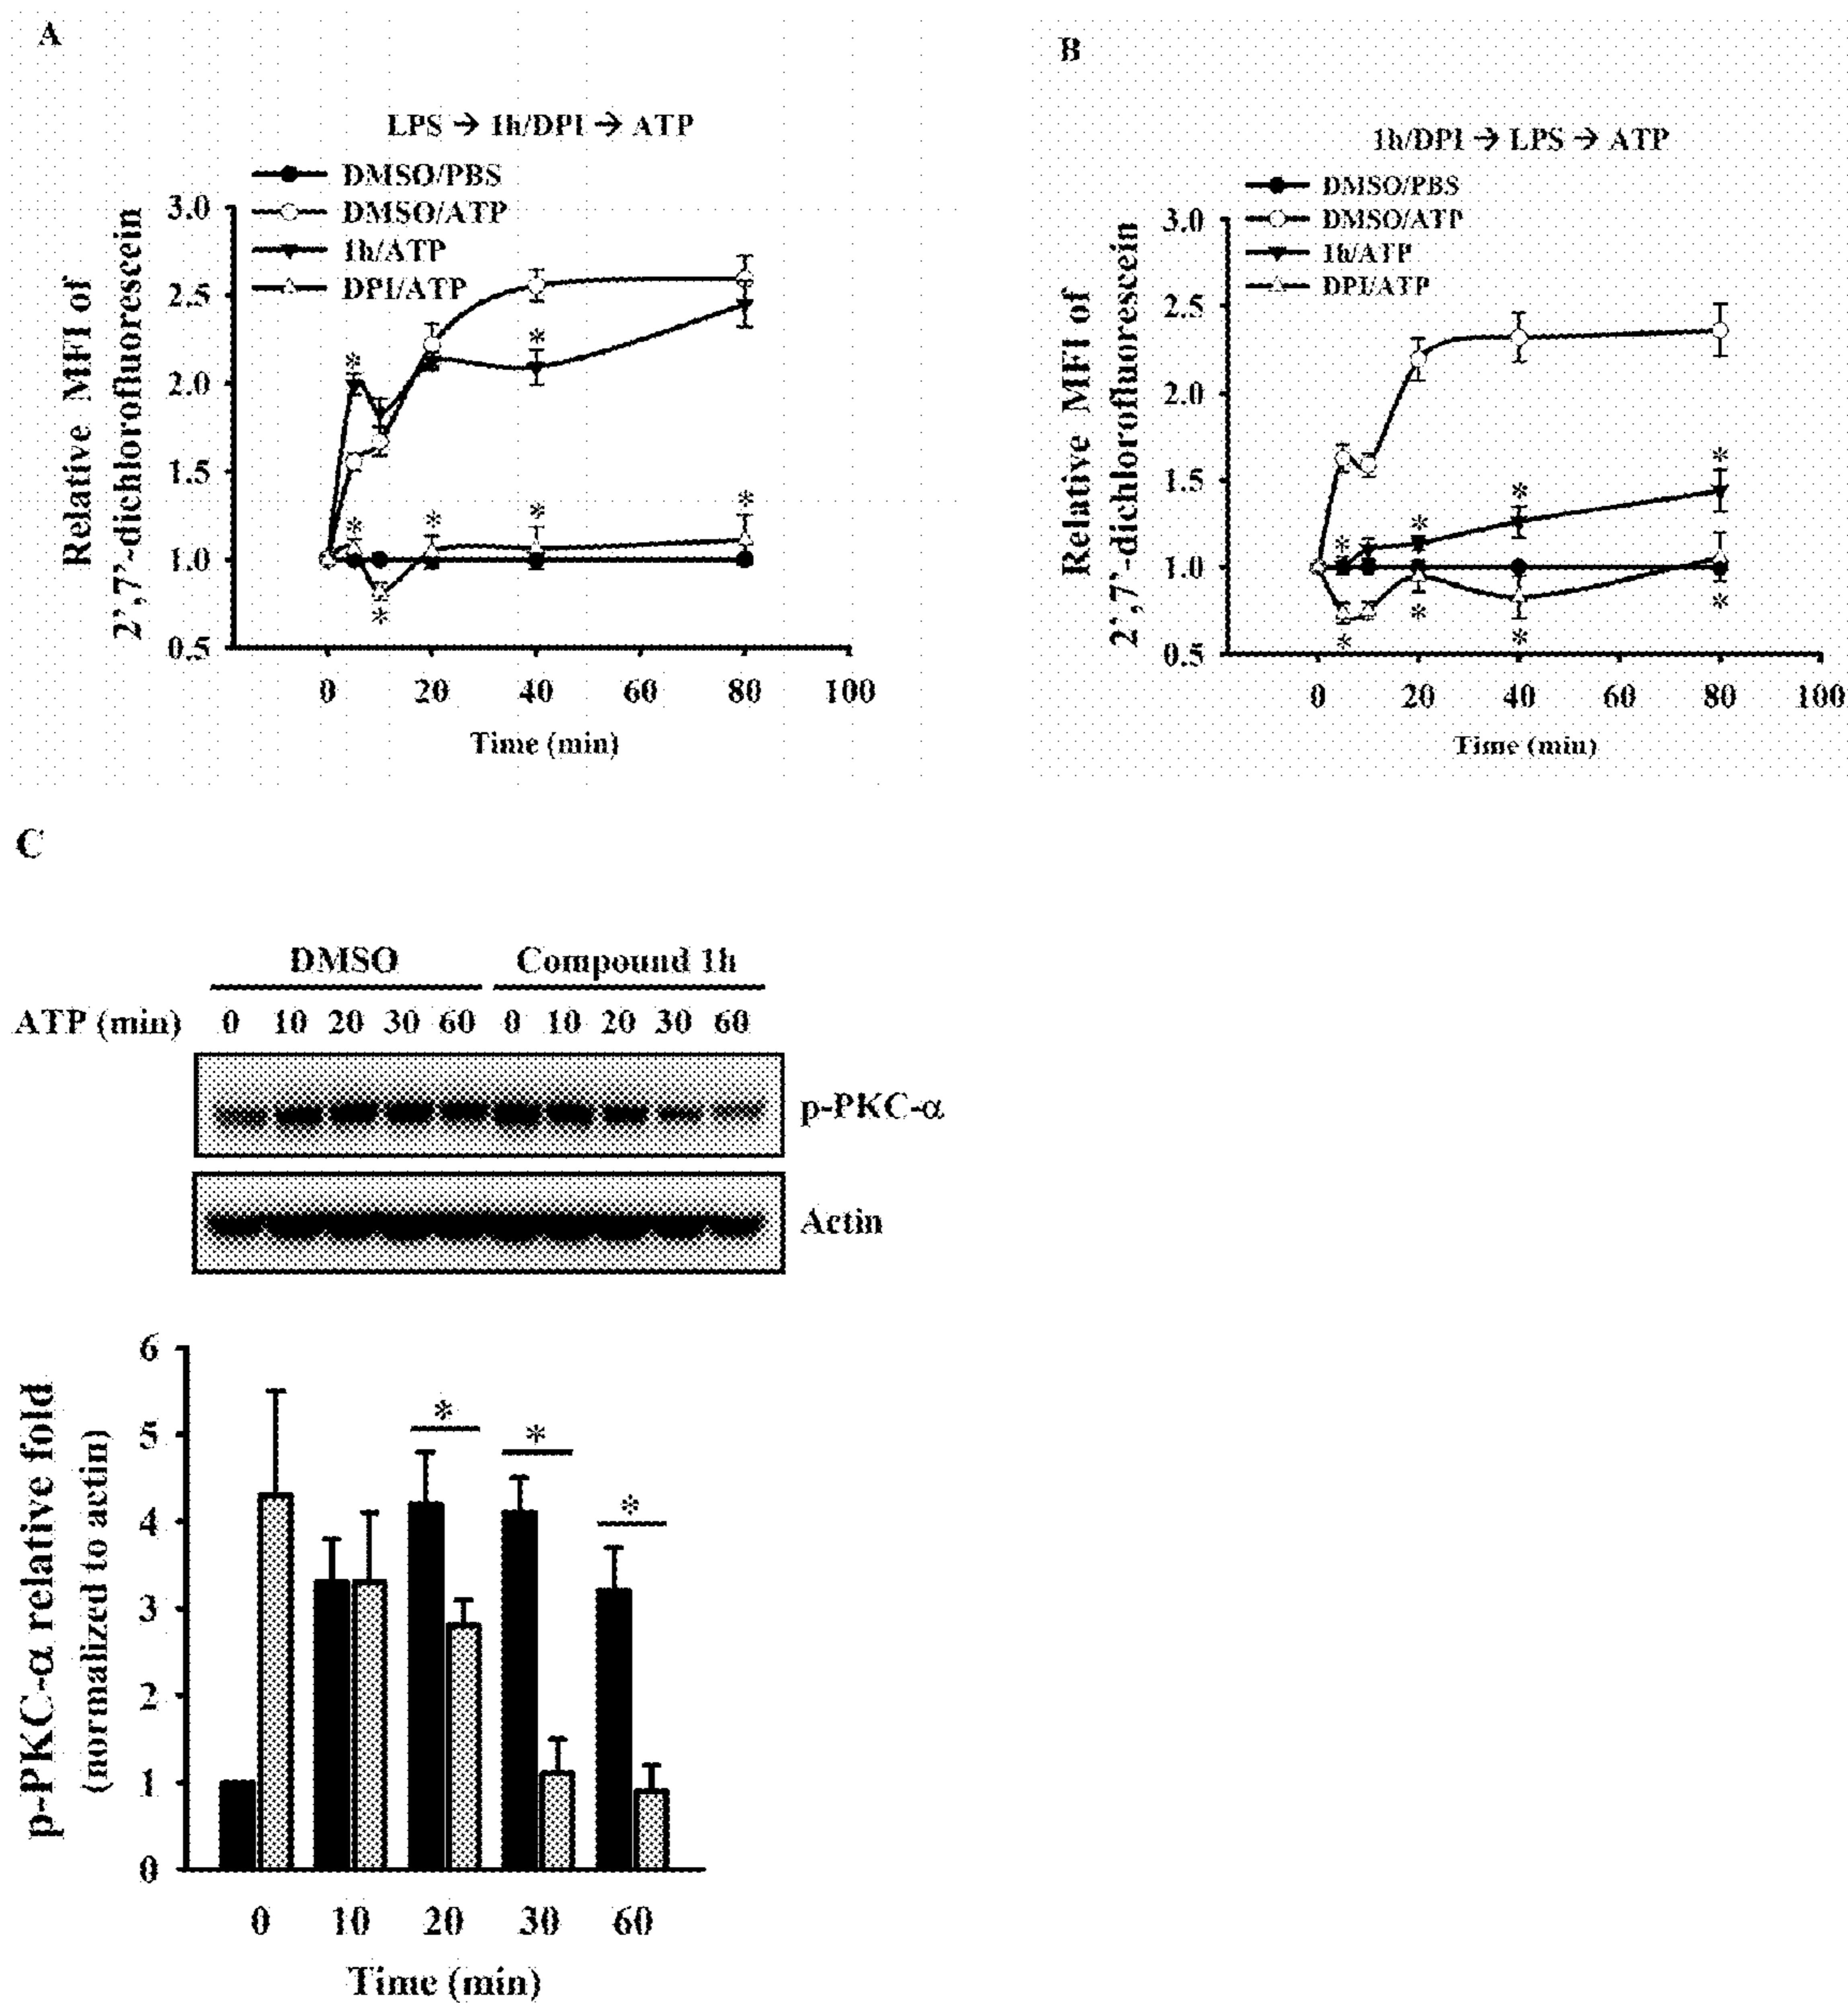 A
LPS → 1h/DPI → ATP
DMSO/PBS
DMSO/ATP
1h/ATP
DPI/ATP
Relative MFI of
2',7'-dichlorofluorescein
3.0
2.5
2.0
1.5
1.0
0.5
* * * * * * *
0 20 40 60 80 100
Time (min)
B
1h/DPI → LPS → ATP
DMSO/PBS
DMSO/ATP
1h/ATP
DPI/ATP
Relative MFI of
2',7'-dichlorofluorescein
3.0
2.5
2.0
1.5
1.0
0.5
* * * * * * * *
0 20 40 60 80 100
Time (min)
C
DMSO Compound 1h
ATP (min) 0 10 20 30 60 0 10 20 30 60
p-PKC-α
Actin
p-PKC-α relative fold
(normalized to actin)
6
5
4
3
2
1
0
* * *
0 10 20 30 60
Time (min)